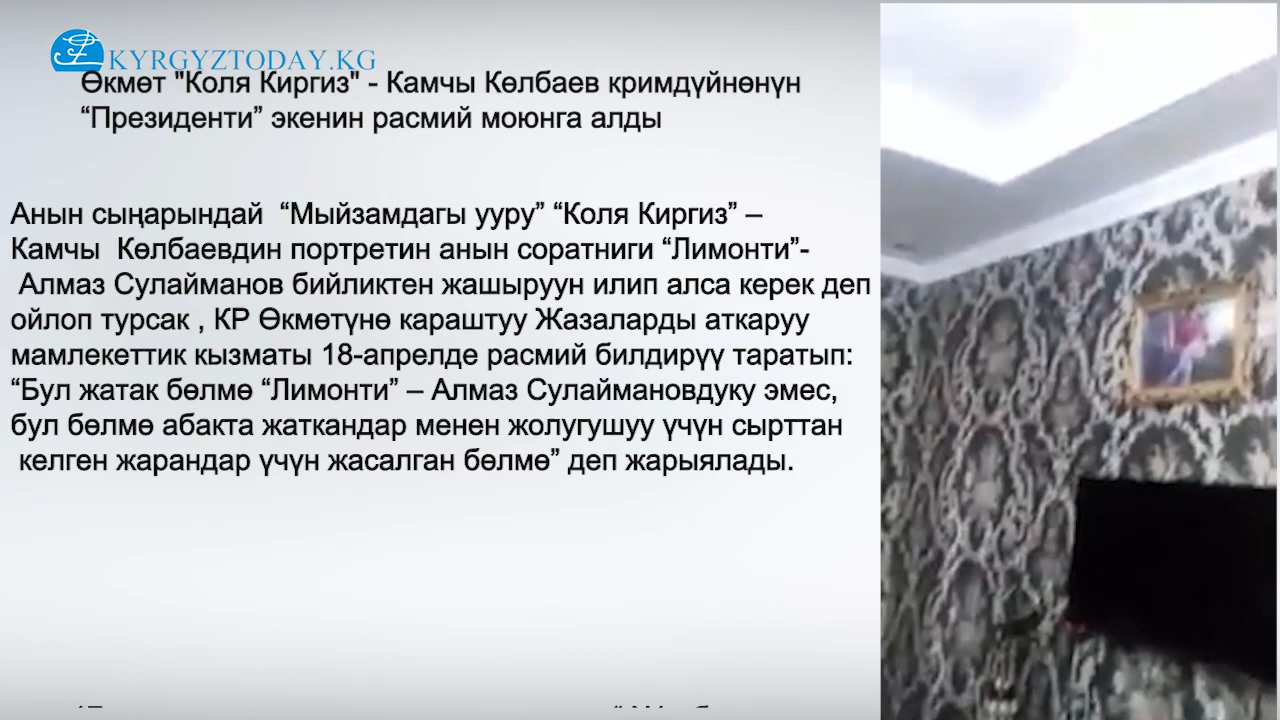 KYRGYZTODAY.KG
Өкмөт "Коля Киргиз" - Камчы Көлбаев кримдүйнөнүн
“Президенти” экенин расмий моюнга алды
Анын сыңарындай “Мыйзамдагы ууру” “Коля Киргиз” –
Камчы Көлбаевдин портретин анын соратниги “Лимонти”-
Алмаз Сулайманов бийликтен жашыруун илип алса керек деп
ойлоп турсак , КР Өкмөтүнө караштуу Жазаларды аткаруу
мамлекеттик кызматы 18-апрелде расмий билдирүү таратып:
“Бул жатак бөлмө “Лимонти” – Алмаз Сулаймановдуку эмес,
бул бөлмө абакта жаткандар менен жолугушуу үчүн сырттан
келген жарандар үчүн жасалган бөлмө” деп жарыялады.